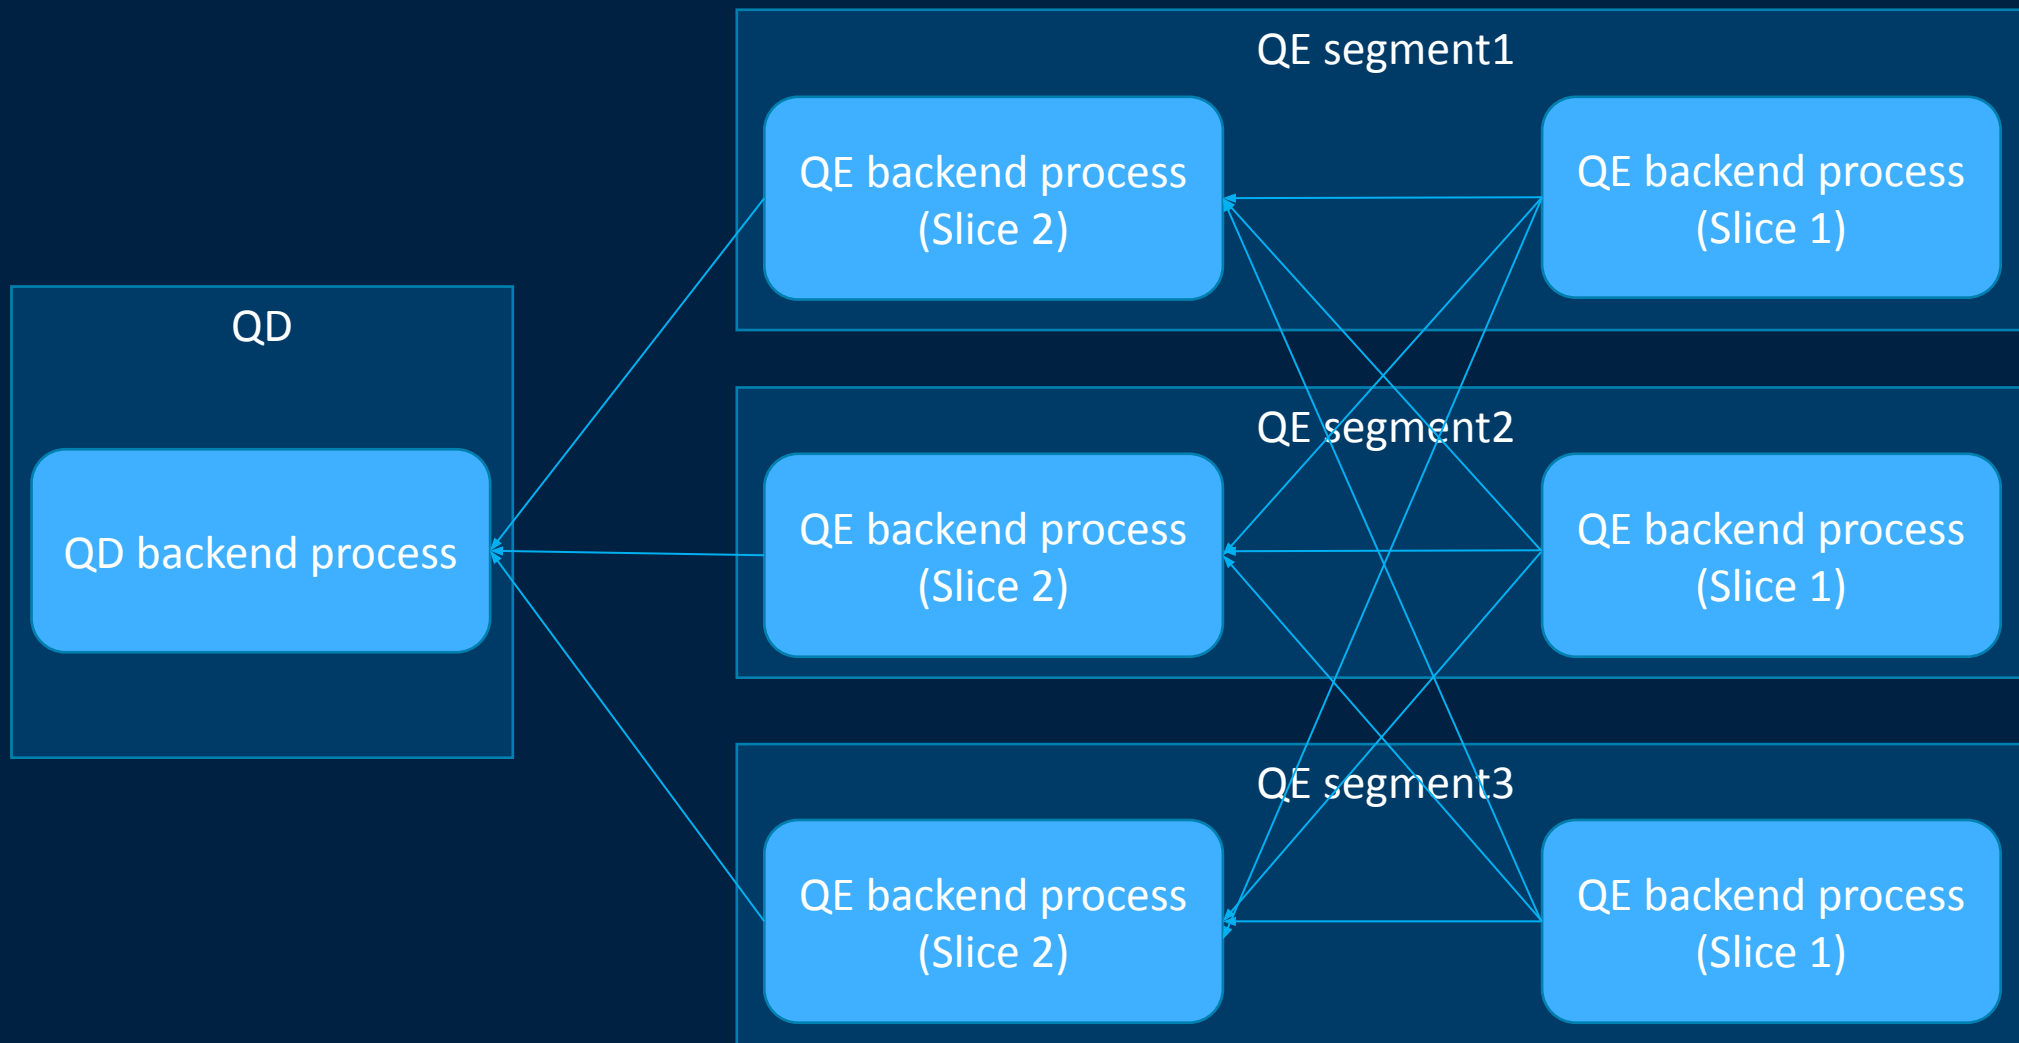 QD
QD backend process
QE segment1
QE backend process
(Slice 2)
QE backend process
(Slice 1)
QE segment2
QE backend process
(Slice 2)
QE backend process
(Slice 1)
QE segment3
QE backend process
(Slice 2)
QE backend process
(Slice 1)